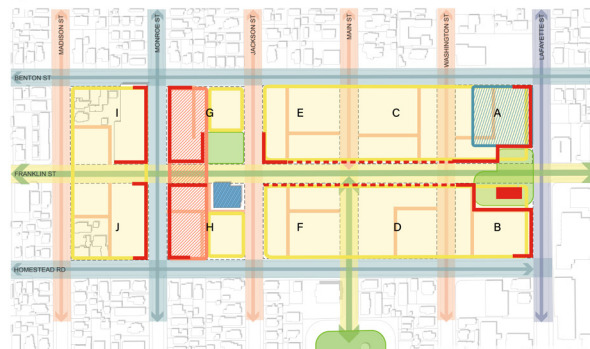 MADISON ST
MONROE ST
JACKSON ST
MAIN ST
WASHINGTON ST
LAFAYETTE ST
BENTON ST
I
G
E
C
A
FRANKLIN ST
J
H
F
D
B
HOMESTEAD RD